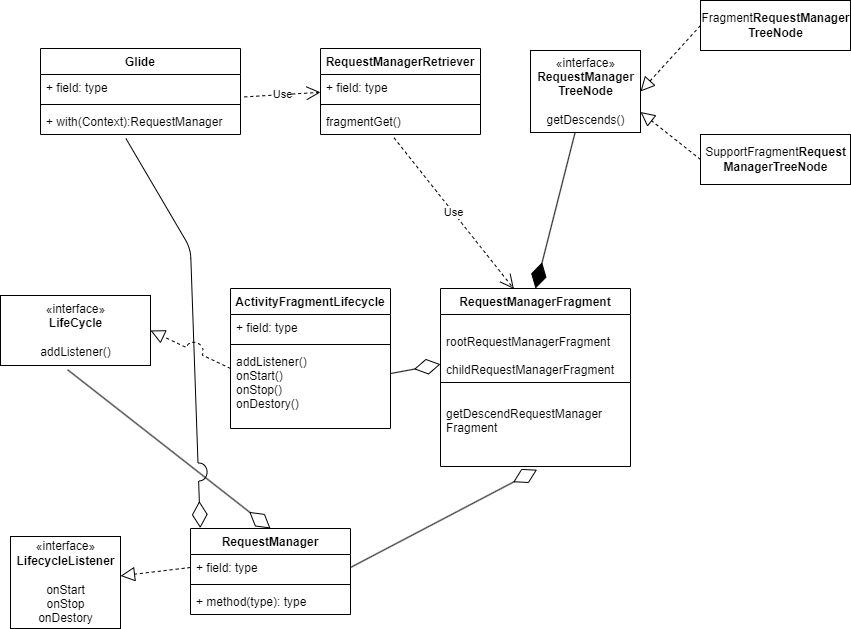 FragmentRequestManager
TreeNode
Glide
+ field: type
+ with(Context):RequestManager
Use
RequestManagerRetriever
+ field: type
fragmentGet()
«interface»
RequestManager
TreeNode
getDescends()
SupportFragmentRequest
ManagerTreeNode
Use
«interface»
LifeCycle
addListener()
ActivityFragmentLifecycle
+ field: type
addListener()
onStart()
onStop()
onDestory()
RequestManagerFragment
rootRequestManagerFragment
childRequestManagerFragment
getDescendRequestManager
Fragment
«interface»
LifecycleListener
onStart
onStop
onDestory
RequestManager
+ field: type
+ method(type): type